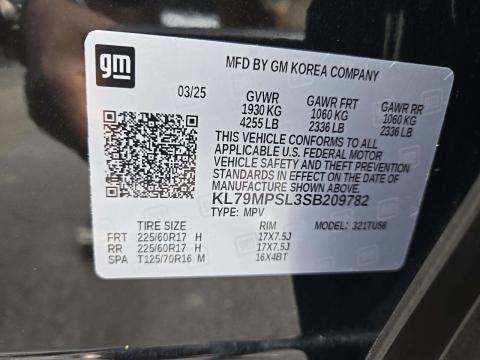 gm
MFD BY GM KOREA COMPANY
03/25
GVWR GAWR FRT GAWR RR
1930 KG 1060 KG 1060 KG
4255 LB 2336 LB 2336 LB
THIS VEHICLE CONFORMS TO ALL
APPLICABLE U.S. FEDERAL MOTOR
VEHICLE SAFETY AND THEFT PREVENTION
STANDARDS IN EFFECT ON THE DATE OF
MANUFACTURE SHOWN ABOVE.
KL79MPSL3SB209782
TYPE: MPV MODEL: 321TU56
TIRE SIZE RIM
FRT 225/60R17 H 17X7.5J
RR 225/60R17 H 17X7.5J
SPA T125/70R16 M 16X4BT